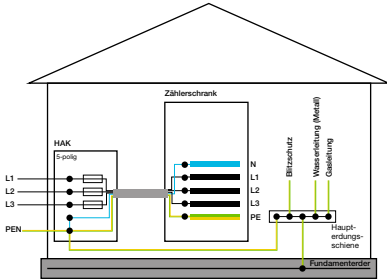 Zählerschrank
HAK
5-polig
L1
L2
L3
PEN
N
L1
L2
L3
PE
Blitzschutz
Wasserleitung (Metall)
Gasleitung
Haupt-
erdungs-
schiene
Fundamenterder